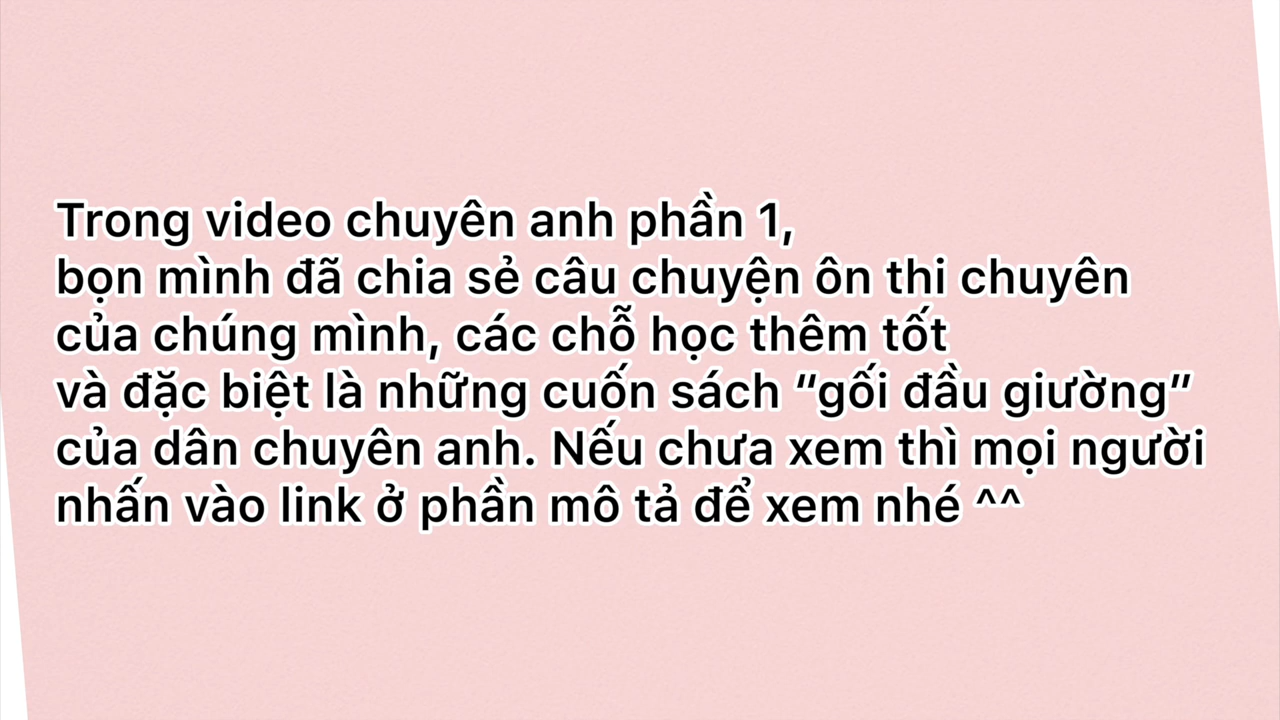 Trong video chuyên anh phần 1,
bọn mình đã chia sẻ câu chuyện ôn thi chuyên
của chúng mình, các chỗ học thêm tốt
và đặc biệt là những cuốn sách “gối đầu giường”
của dân chuyên anh. Nếu chưa xem thì mọi người
nhấn vào link ở phần mô tả để xem nhé ^^